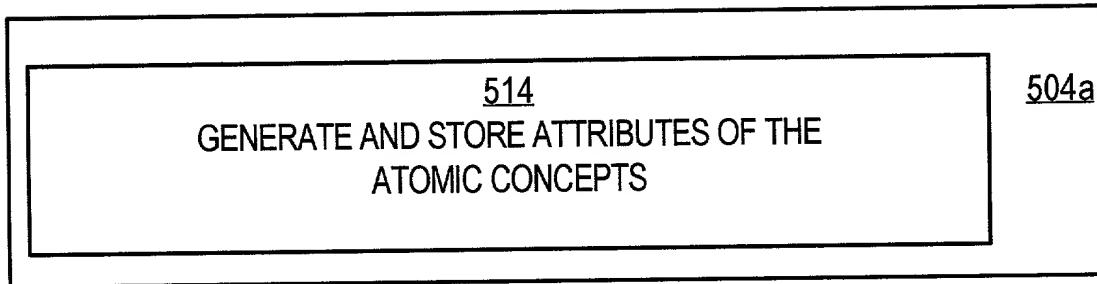 514
504a
GENERATE AND STORE ATTRIBUTES OF THE
ATOMIC CONCEPTS